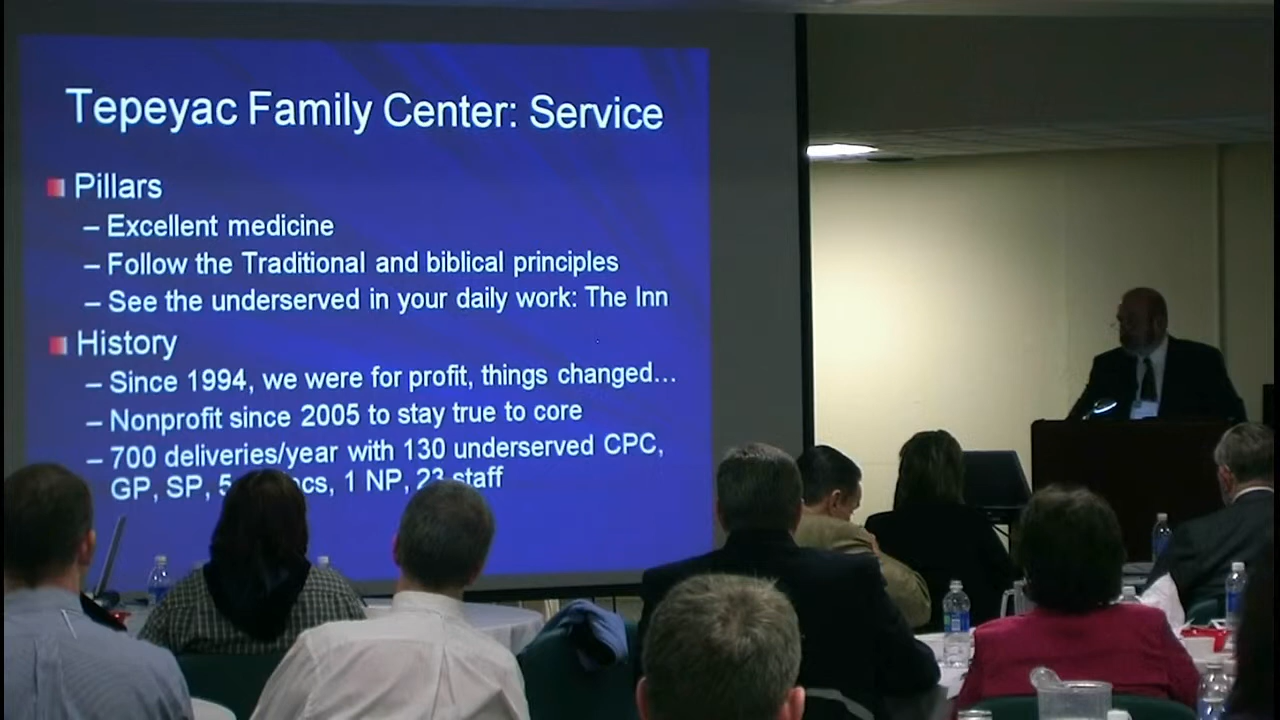 Tepeyac Family Center: Service
Pillars
– Excellent medicine
– Follow the Traditional and biblical principles
– See the underserved in your daily work: The Inn
History
– Since 1994, we were for profit, things changed...
– Nonprofit since 2005 to stay true to core
– 700 deliveries/year with 130 underserved CPC,
GP, SP, 5 1 NP, 23 staff